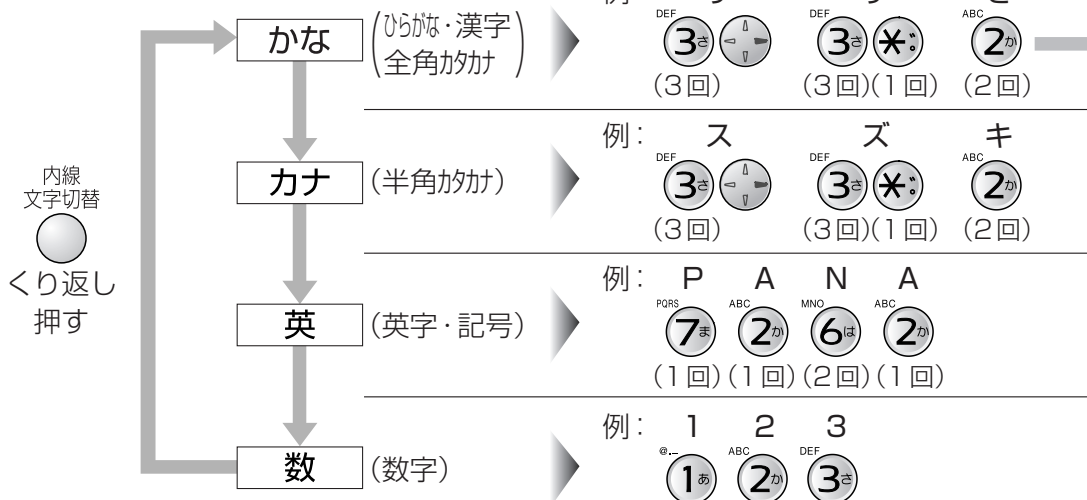 DEF ABC
かな (ひらがな・漢字 全角カタカナ) 3さ 3さ *゛゜ 2か
(3回) (3回)(1回) (2回)
例: ス ズ キ
DEF DEF ABC
カナ (半角カタカナ) 3さ 3さ *゛゜ 2か
(3回) (3回)(1回) (2回)
内線
文字切替
くり返し
押す
例: P A N A
PQRS ABC MNO ABC
英 (英字・記号) 7ま 2か 6は 2か
(1回)(1回)(2回)(1回)
例: 1 2 3
@._ ABC DEF
数 (数字) 1あ 2か 3さ